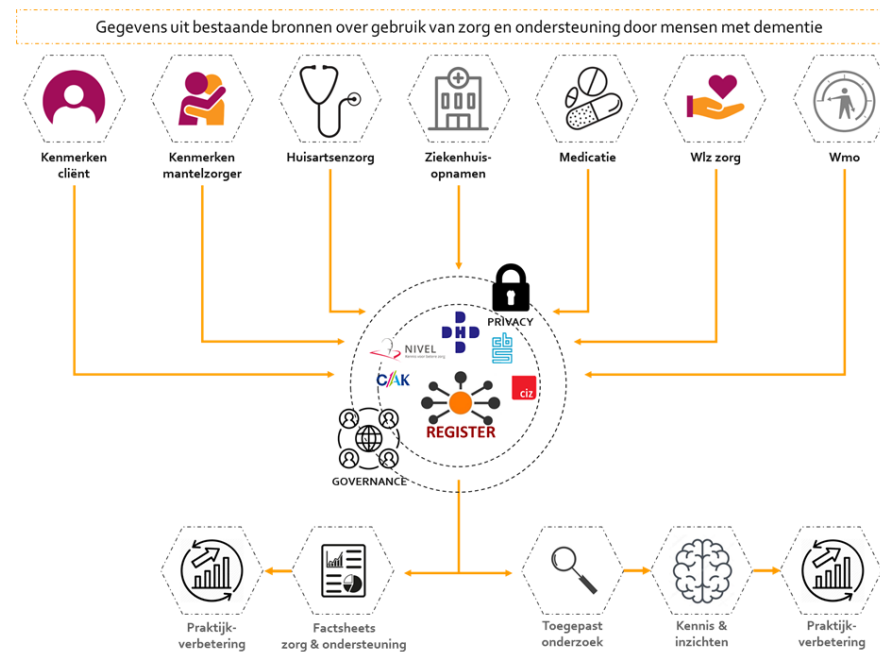 Gegevens uit bestaande bronnen over gebruik van zorg en ondersteuning door mensen met dementie
Kenmerken
cliënt
Kenmerken
mantelzorger
Huisartsenzorg
Ziekenhuis-
opnamen
Medicatie
Wlz zorg
Wmo
PRIVACY
DHD
NIVEL
cbs
CAK
ciz
REGISTER
GOVERNANCE
Praktijk-
verbetering
Factsheets
zorg & ondersteuning
Toegepast
onderzoek
Kennis &
inzichten
Praktijk-
verbetering